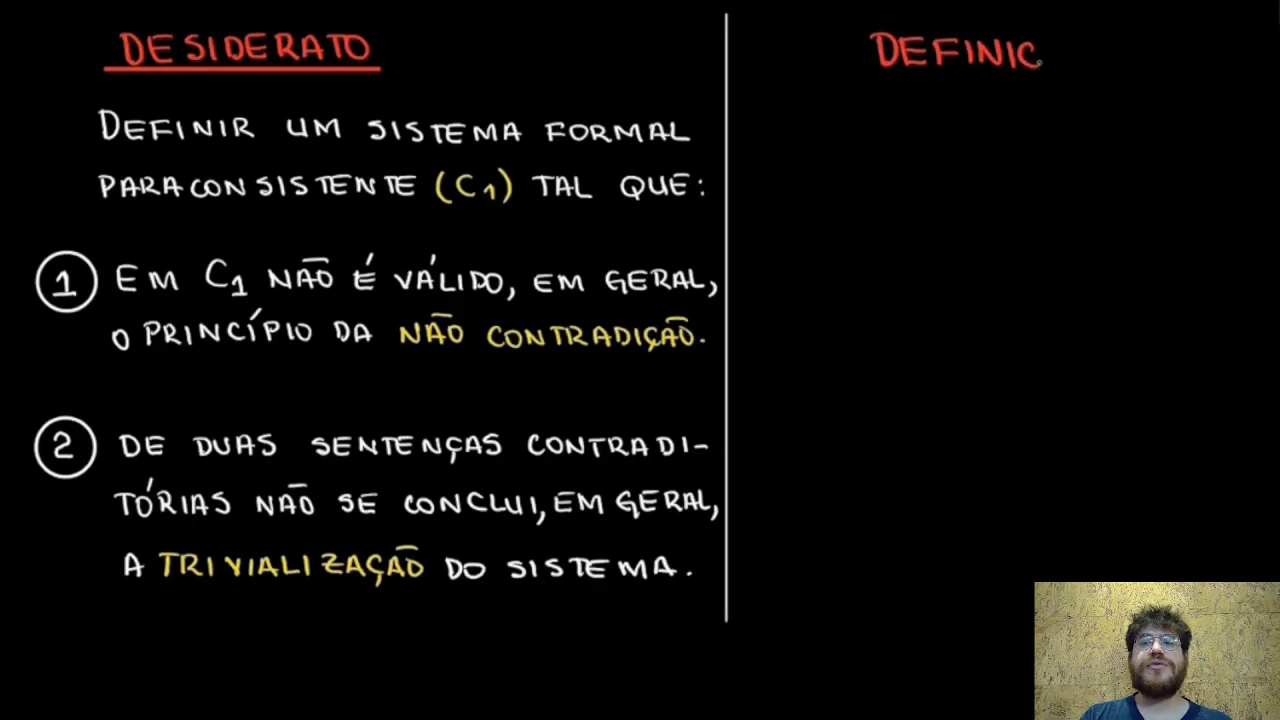 DESIDERATO
DEFINIR UM SISTEMA FORMAL
PARACONSISTENTE (C1) TAL QUE:
1 EM C1 NÃO É VÁLIDO, EM GERAL,
O PRINCÍPIO DA NÃO CONTRADIÇÃO.
2 DE DUAS SENTENÇAS CONTRADI-
TÓRIAS NÃO SE CONCLUI, EM GERAL,
A TRIVIALIZAÇÃO DO SISTEMA.
DEFINIC